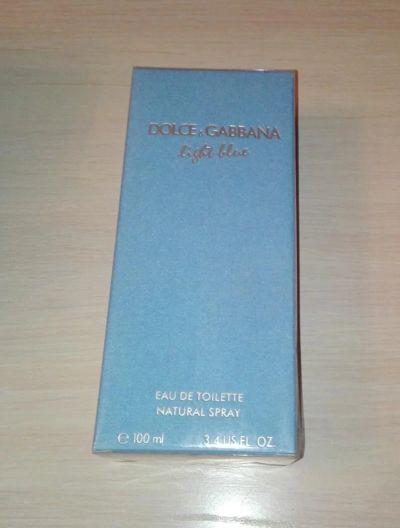 DOLCE & GABBANA
light blue
EAU DE TOILETTE
NATURAL SPRAY
℮ 100 ml 3.4 US FL. OZ.